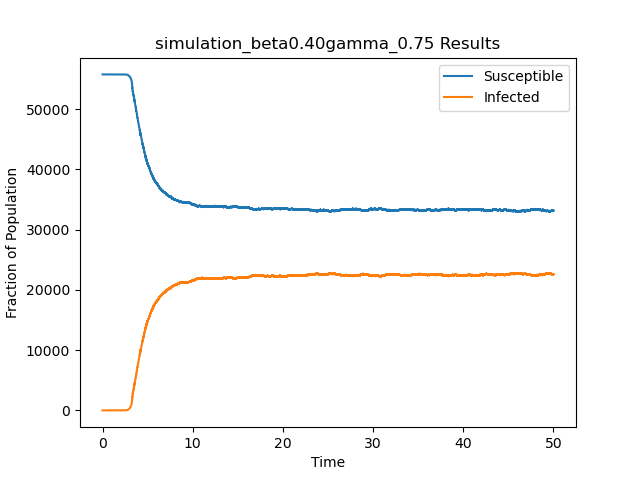 simulation_beta0.40gamma_0.75 Results
Susceptible
Infected
Fraction of Population
50000
40000
30000
20000
10000
0
0 10 20 30 40 50
Time